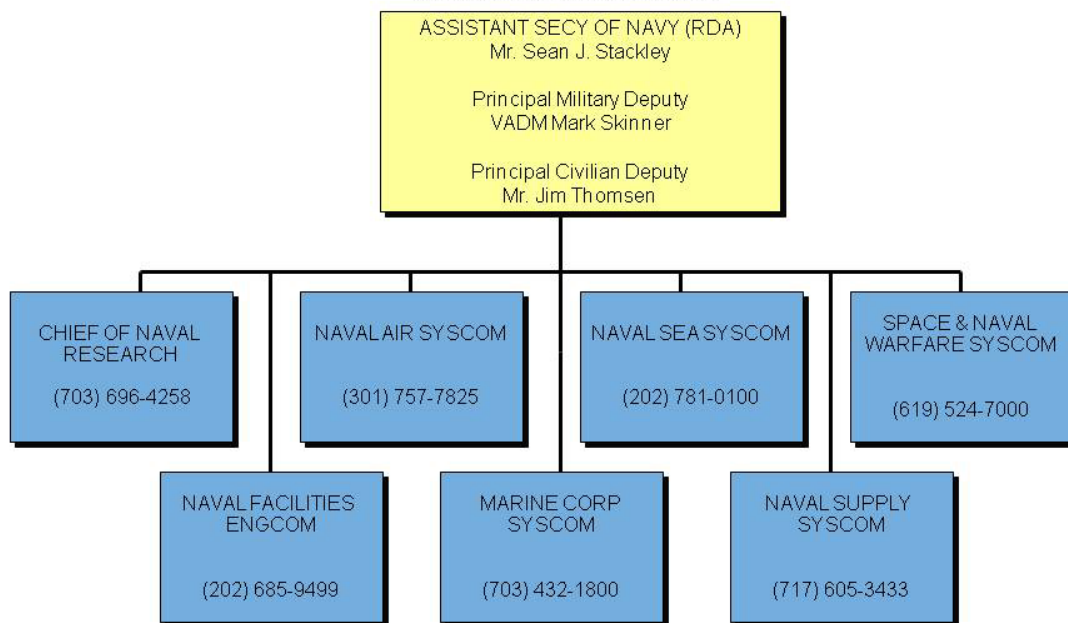 ASSISTANT SECY OF NAVY (RDA)
Mr. Sean J. Stackley
Principal Military Deputy
VADM Mark Skinner
Principal Civilian Deputy
Mr. Jim Thomsen
CHIEF OF NAVAL
RESEARCH
(703) 696-4258
NAVAL AIR SYSCOM
(301) 757-7825
NAVAL SEA SYSCOM
(202) 781-0100
SPACE & NAVAL
WARFARE SYSCOM
(619) 524-7000
NAVAL FACILITIES
ENGCOM
(202) 685-9499
MARINE CORP
SYSCOM
(703) 432-1800
NAVAL SUPPLY
SYSCOM
(717) 605-3433